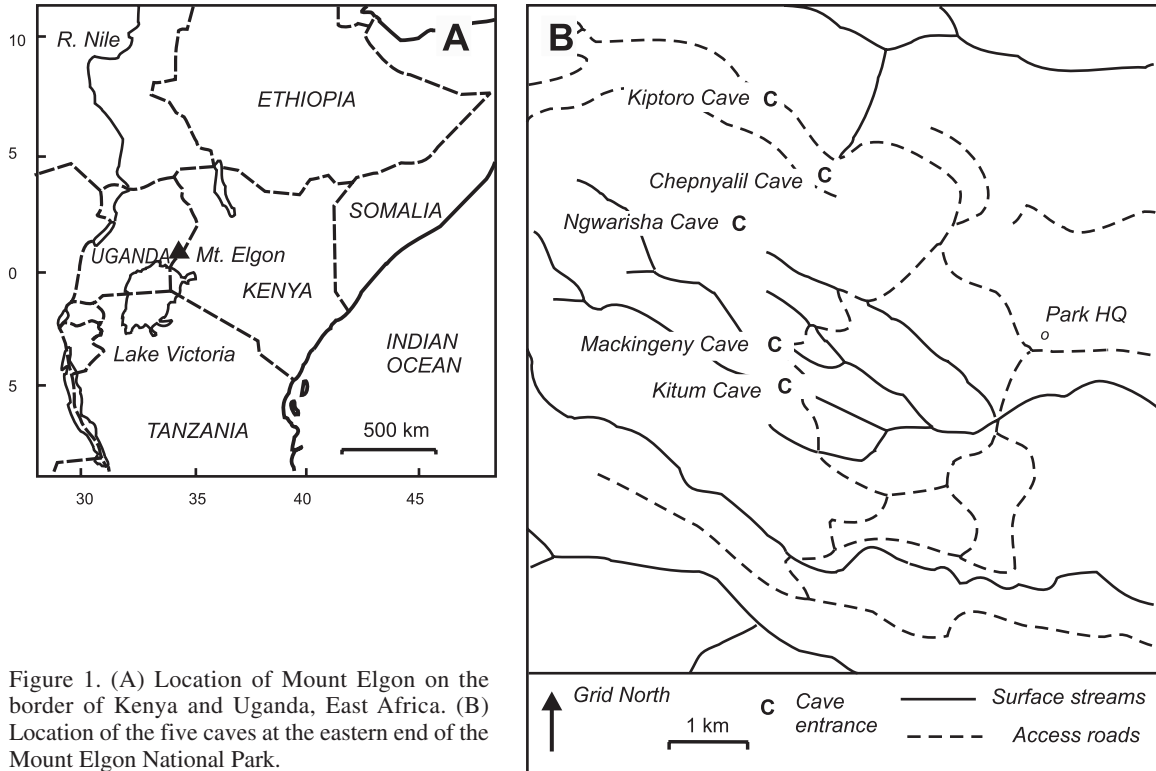 A
10
R. Nile
ETHIOPIA
5
SOMALIA
UGANDA
Mt. Elgon
0
KENYA
Lake Victoria
INDIAN
OCEAN
5
TANZANIA
500 km
30
35
40
45
B
Kiptoro Cave C
Chepnyalil Cave C
Ngwarisha Cave C
Park HQ
Mackingeny Cave C
Kitum Cave C
Grid North
1 km
C Cave
entrance
Surface streams
Access roads
Figure 1. (A) Location of Mount Elgon on the
border of Kenya and Uganda, East Africa. (B)
Location of the five caves at the eastern end of the
Mount Elgon National Park.